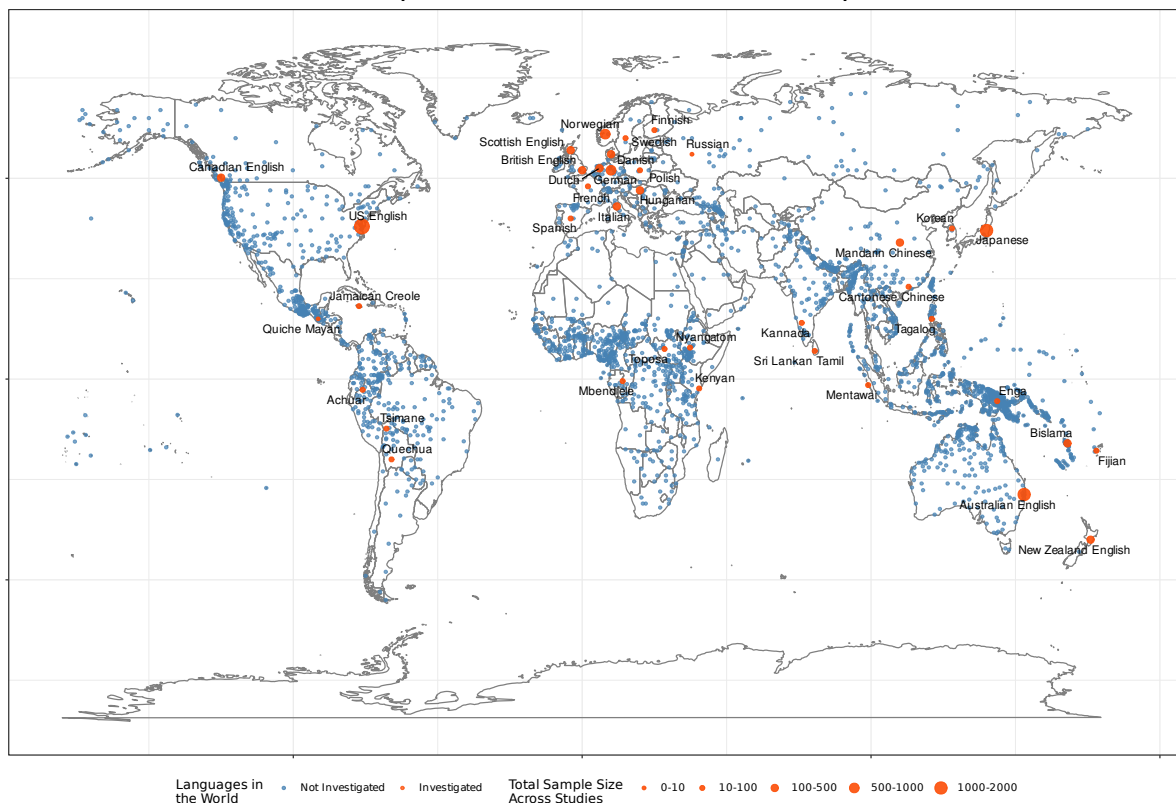 Norwegian
Finnish
Scottish English
Swedish
Russian
British English
Danish
Canadian English
Dutch
German
Polish
French
Hungarian
US English
Italian
Spanish
Korean
Japanese
Mandarin Chinese
Jamaican Creole
Cantonese Chinese
Quiche Mayan
Kannada
Nyangatom
Tagalog
Toposa
Sri Lankan Tamil
Kenyan
Mbendjele
Mentawai
Enga
Achuar
Tsimane
Bislama
Quechua
Fijian
Australian English
New Zealand English
Languages in
the World
Not Investigated
Investigated
Total Sample Size
Across Studies
0-10
10-100
100-500
500-1000
1000-2000